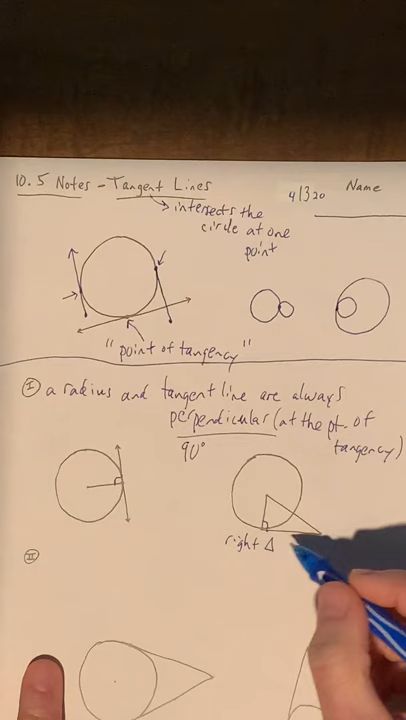 10.5 Notes - Tangent Lines
4/3 20
Name
→ intersects the
circle at one
point
"point of tangency"
I a radius and tangent line are always
perpendicular (at the pt. of
tangency)
90°
right Δ
II